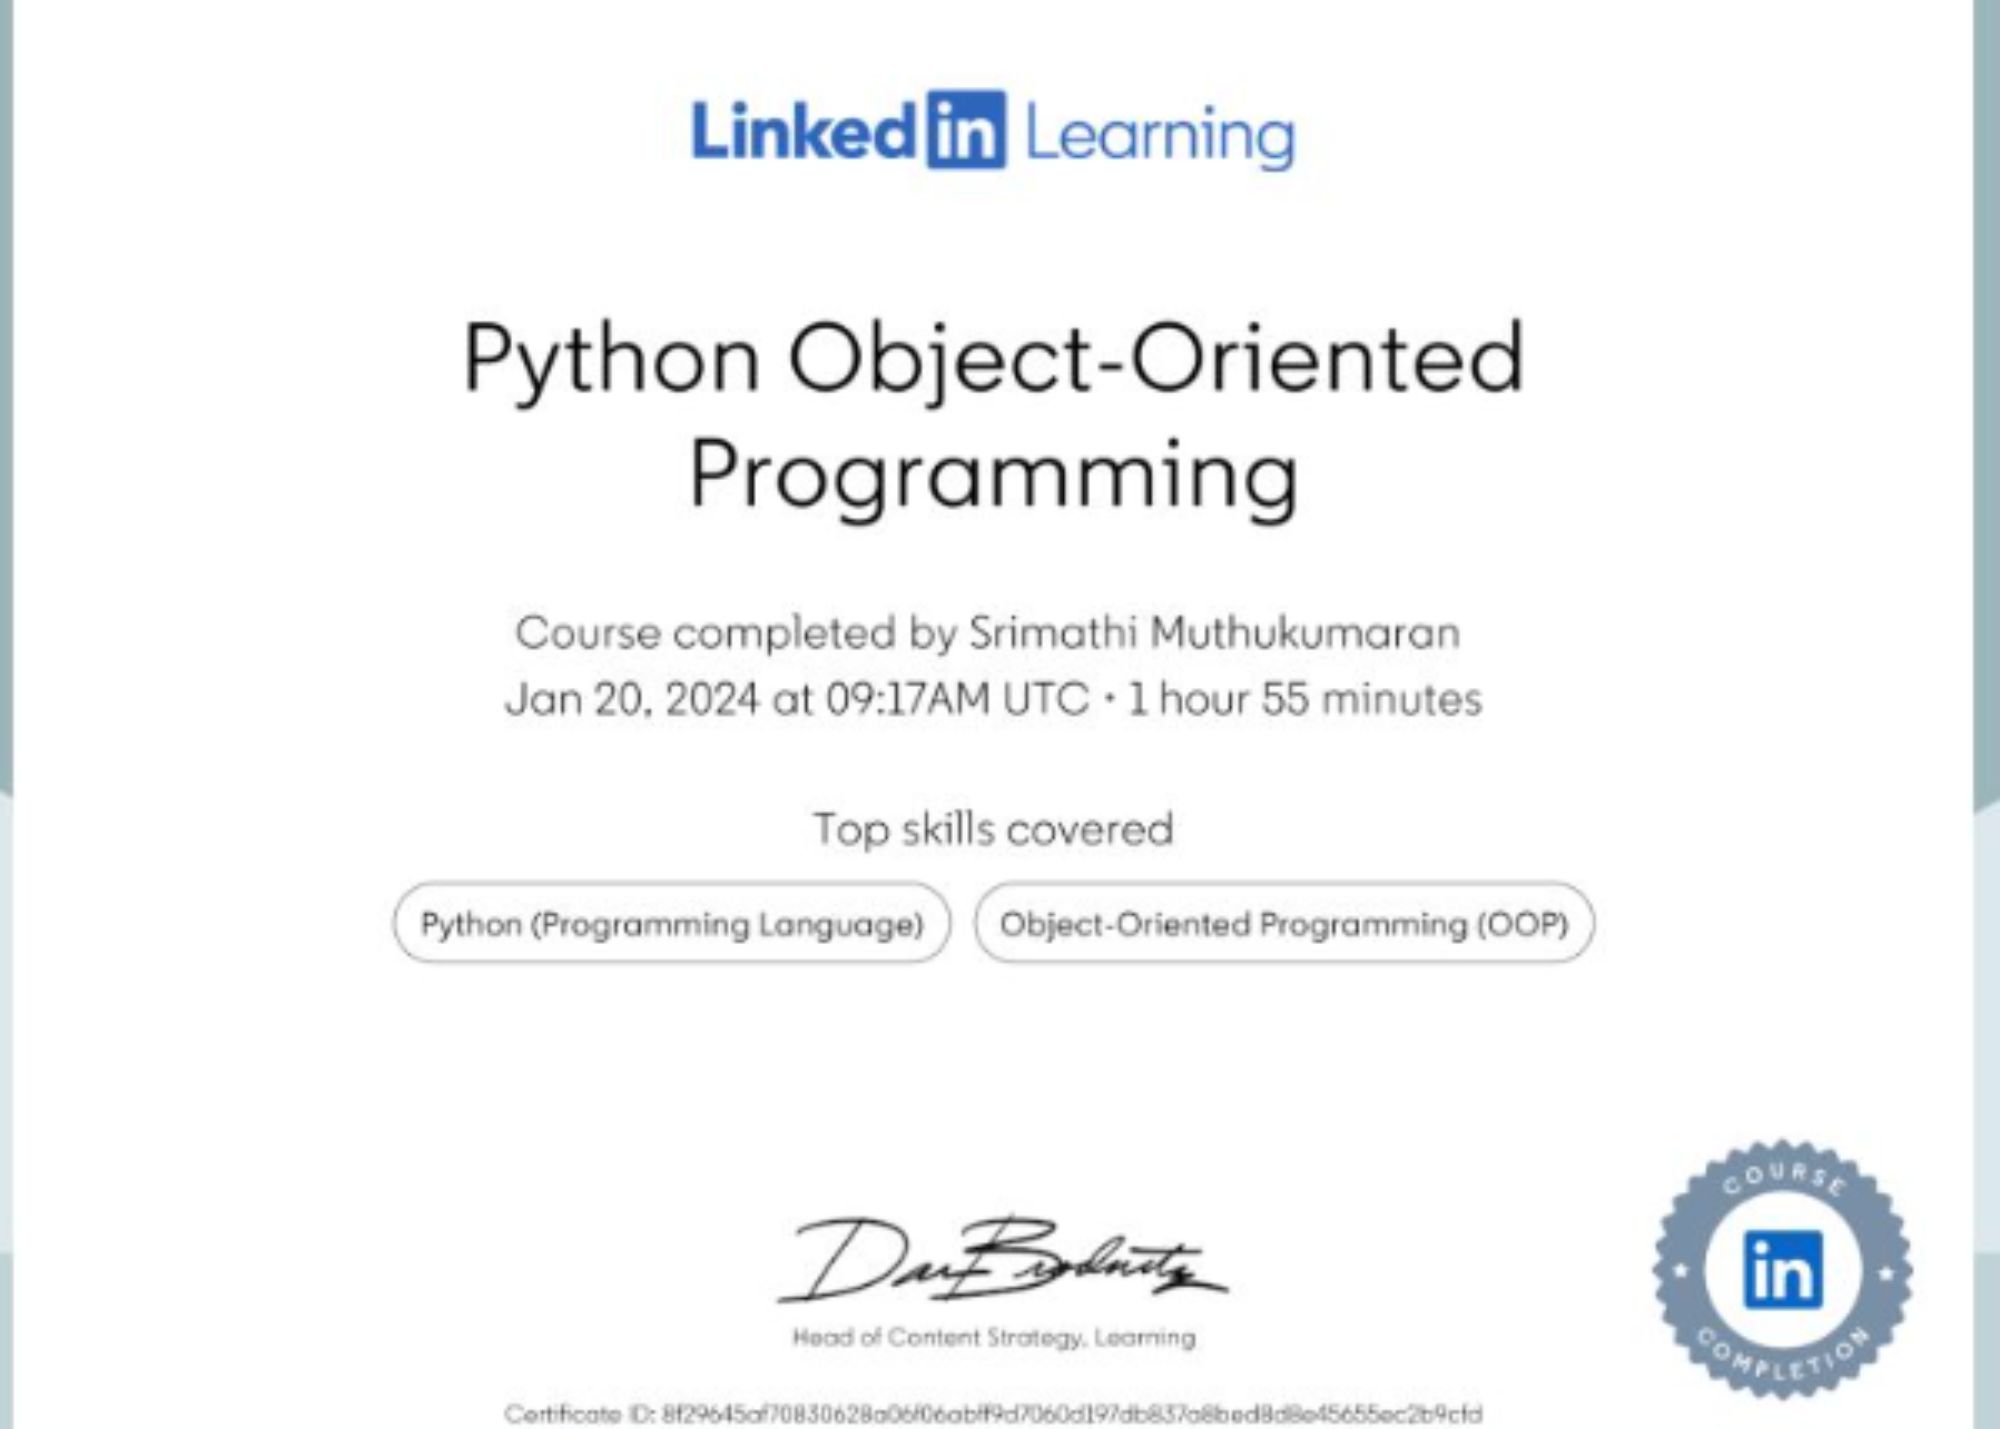 Linked in Learning
Python Object-Oriented
Programming
Course completed by Srimathi Muthukumaran
Jan 20, 2024 at 09:17AM UTC • 1 hour 55 minutes
Top skills covered
Python (Programming Language)
Object-Oriented Programming (OOP)
Head of Content Strategy, Learning
COURSE
in
COMPLETION
Certificate ID: 8f29645af70830628a06f06abff9d7060d197db837a8bed8d8e45655ec2b9cfd